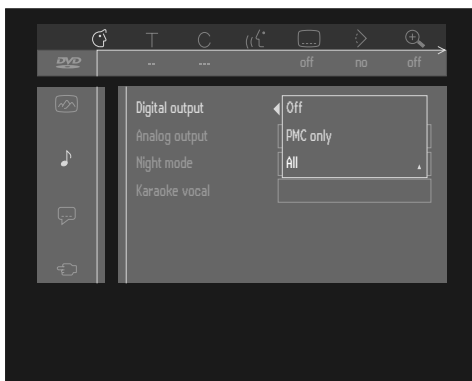 T C
DVD -- --- off no off
Digital output Off
Analog output PMC only
Night mode All
Karaoke vocal